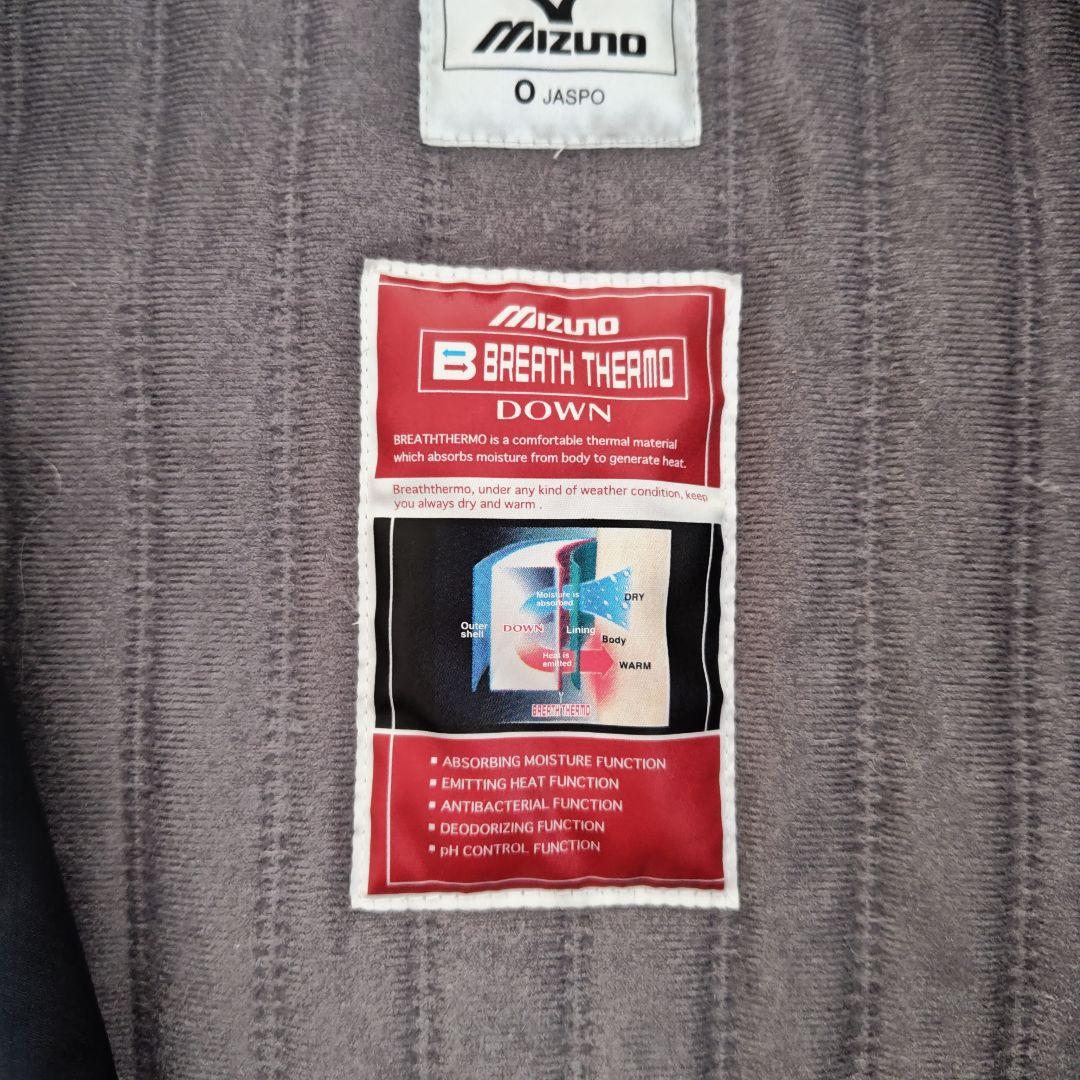 MIZUNO
O JASPO
MIZUNO
B BREATH THERMO
DOWN
BREATHTHERMO is a comfortable thermal material
which absorbs moisture from body to generate heat.
Breaththermo, under any kind of weather condition, keep
you always dry and warm .
Moisture is
absorbed
DRY
Outer
shell
DOWN
Lining
Body
Heat is
emitted
WARM
BREATH THERMO
▪ ABSORBING MOISTURE FUNCTION
▪ EMITTING HEAT FUNCTION
▪ ANTIBACTERIAL FUNCTION
▪ DEODORIZING FUNCTION
▪ pH CONTROL FUNCTION